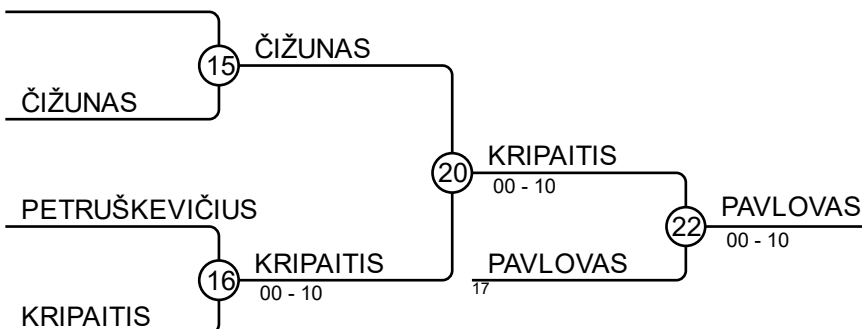 ČIŽUNAS
15
ČIŽUNAS
KRIPAITIS
20
00 - 10
PETRUŠKEVIČIUS
PAVLOVAS
22
00 - 10
KRIPAITIS
16
00 - 10
PAVLOVAS
17
KRIPAITIS